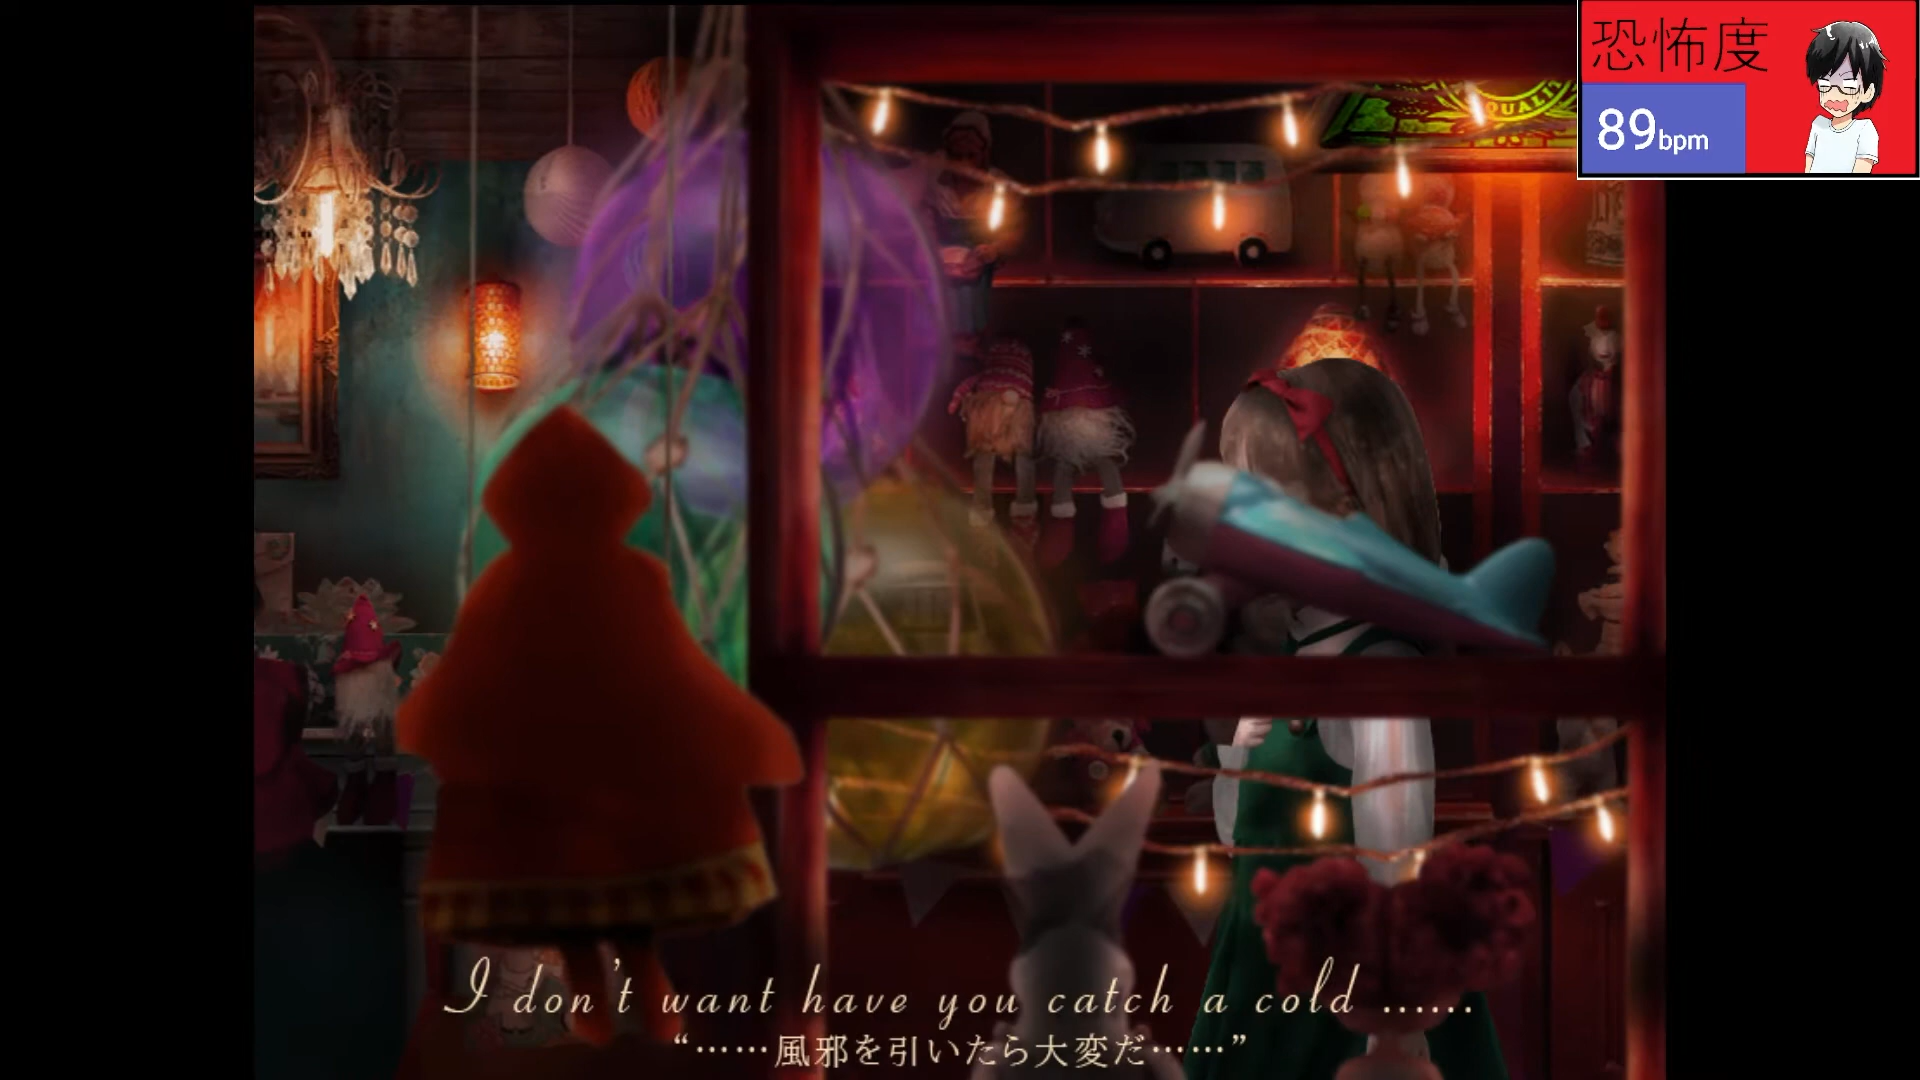 恐怖度
89bpm
QUALI
I don't want have you catch a cold ......
“……風邪を引いたら大変だ……”